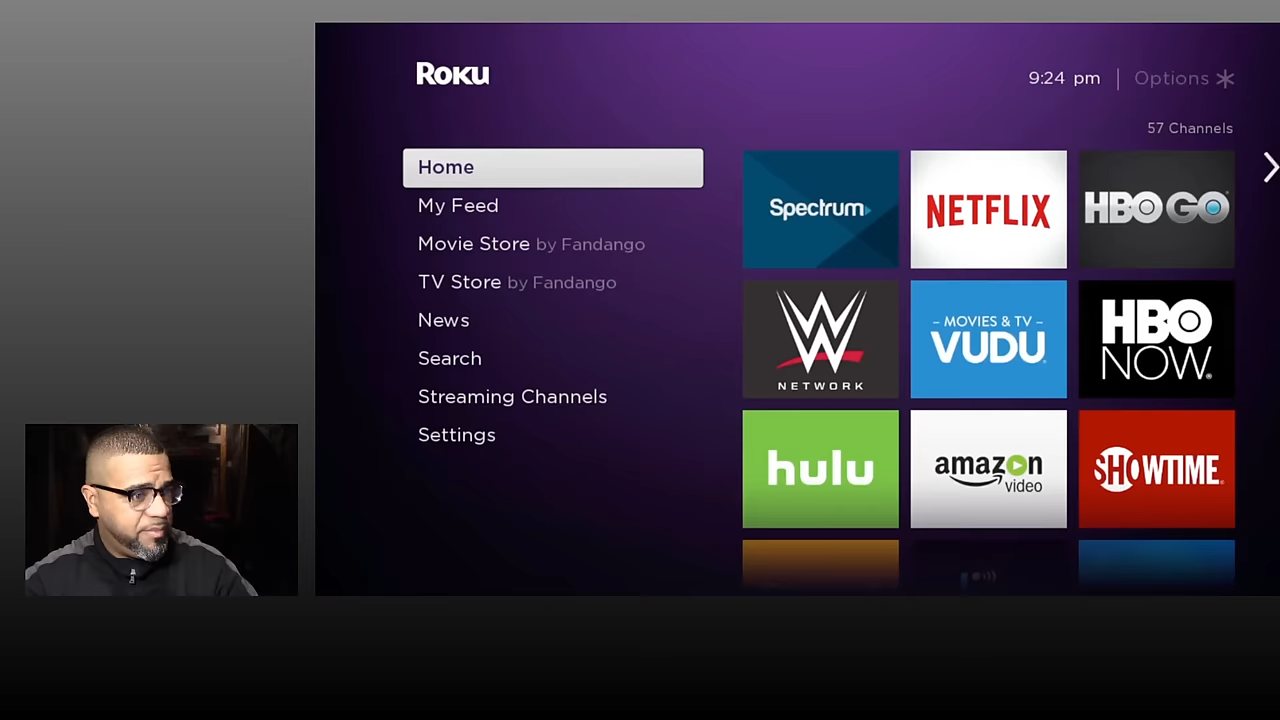 Roku
9:24 pm | Options
57 Channels
Home
My Feed
Movie Store by Fandango
TV Store by Fandango
News
Search
Streaming Channels
Settings
Spectrum
NETFLIX
HBO GO
WWE
NETWORK
– MOVIES & TV –
VUDU
HBO
NOW®
hulu
amazon
video
SHOWTIME